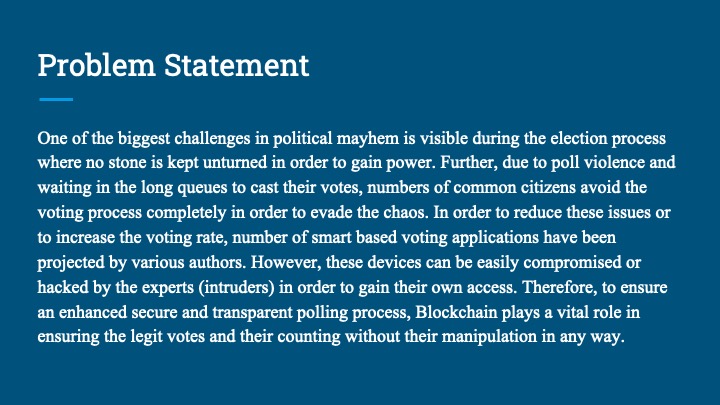 Problem Statement
One of the biggest challenges in political mayhem is visible during the election process
where no stone is kept unturned in order to gain power. Further, due to poll violence and
waiting in the long queues to cast their votes, numbers of common citizens avoid the
voting process completely in order to evade the chaos. In order to reduce these issues or
to increase the voting rate, number of smart based voting applications have been
projected by various authors. However, these devices can be easily compromised or
hacked by the experts (intruders) in order to gain their own access. Therefore, to ensure
an enhanced secure and transparent polling process, Blockchain plays a vital role in
ensuring the legit votes and their counting without their manipulation in any way.